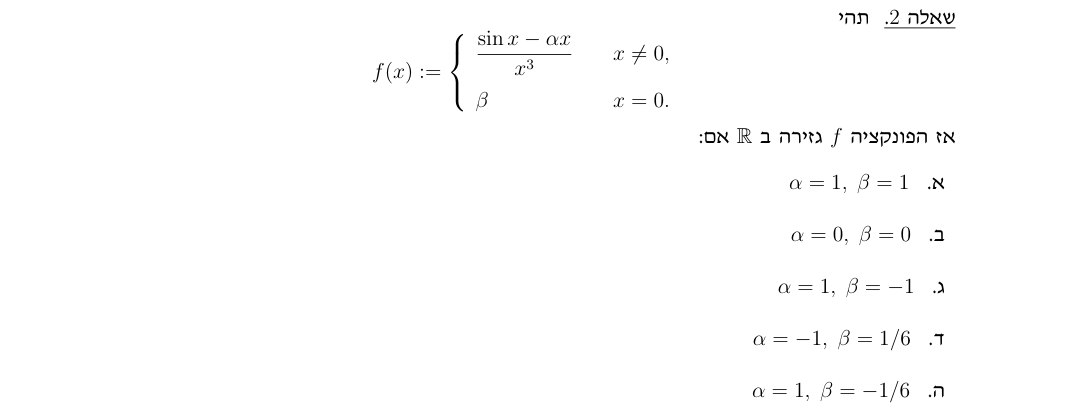 שאלה 2. תהי
f(x) := { (sin x − αx)/x³   x ≠ 0,
β   x = 0.
אז הפונקציה f גזירה ב ℝ אם:
א. α = 1, β = 1
ב. α = 0, β = 0
ג. α = 1, β = −1
ד. α = −1, β = 1/6
ה. α = 1, β = −1/6